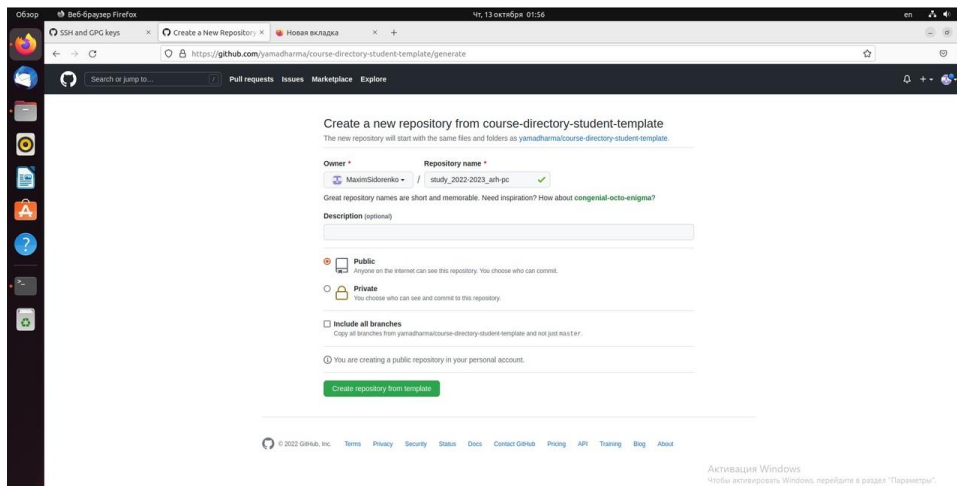 Обзор Веб-браузер Firefox Чт, 13 октября 01:56 en
SSH and GPG keys × Create a New Repository × Новая вкладка × +
https://github.com/yamadharma/course-directory-student-template/generate
Search or jump to... / Pull requests Issues Marketplace Explore
Create a new repository from course-directory-student-template
The new repository will start with the same files and folders as yamadharma/course-directory-student-template.
Owner * Repository name *
MaximSidorenko / study_2022-2023_arh-pc
Great repository names are short and memorable. Need inspiration? How about congenial-octo-enigma?
Description (optional)
Public
Anyone on the internet can see this repository. You choose who can commit.
Private
You choose who can see and commit to this repository.
Include all branches
Copy all branches from yamadharma/course-directory-student-template and not just master.
You are creating a public repository in your personal account.
Create repository from template
© 2022 GitHub, Inc. Terms Privacy Security Status Docs Contact GitHub Pricing API Training Blog About
Активация Windows
Чтобы активировать Windows, перейдите в раздел "Параметры".